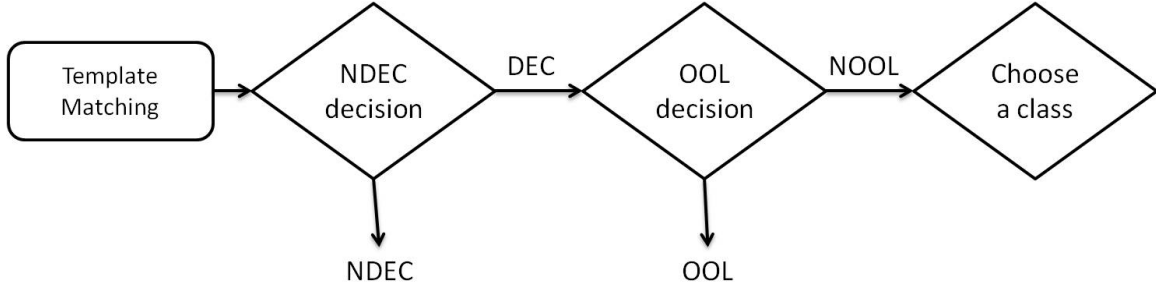 Template
Matching
NDEC
decision
DEC
OOL
decision
NOOL
Choose
a class
NDEC
OOL